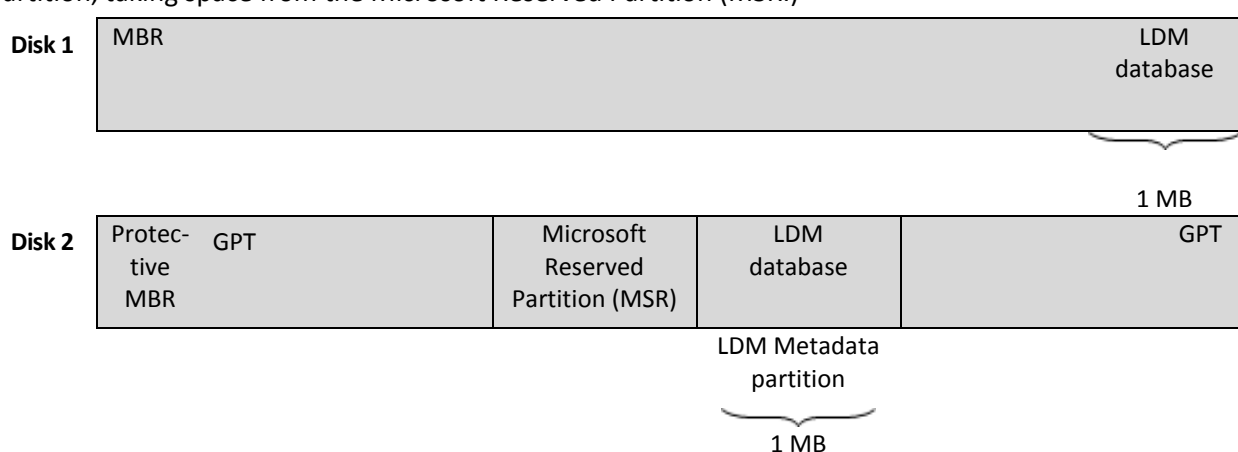 partition, taking space from the Microsoft Reserved Partition (MSR.)
Disk 1
MBR
LDM
database
1 MB
Disk 2
Protec-
tive
MBR
GPT
Microsoft
Reserved
Partition (MSR)
LDM
database
GPT
LDM Metadata
partition
1 MB